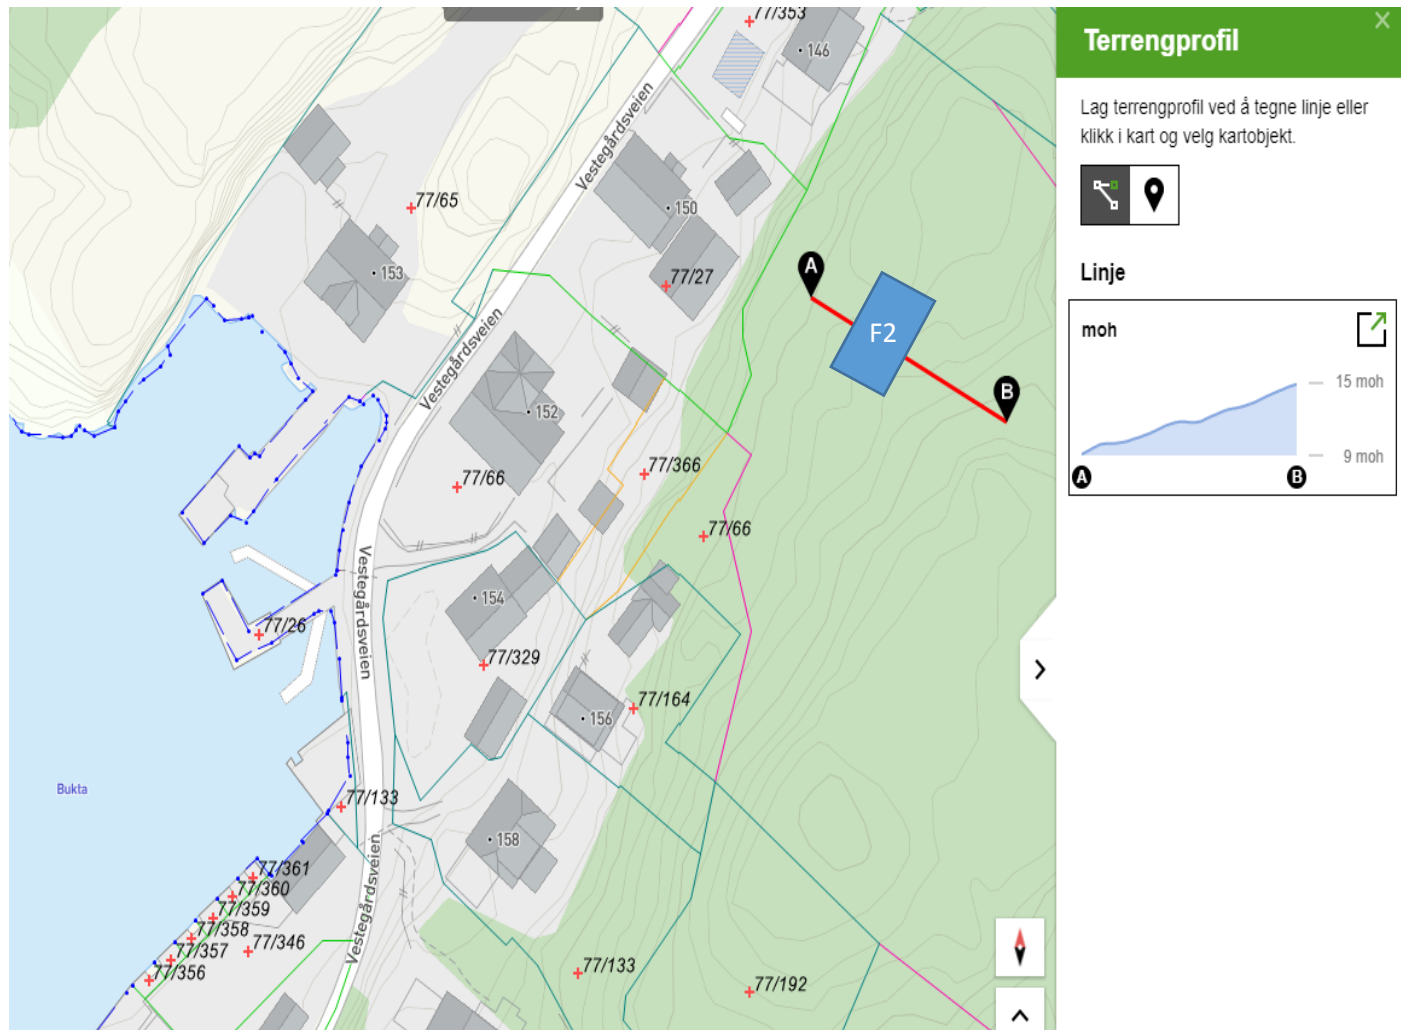 77/353
146
Vestegårdsveien
77/65
150
153
77/27
A
F2
B
Vestegårdsveien
152
77/66
77/366
77/66
Vestegårdsveien
154
77/26
77/329
77/164
156
Bukta
77/133
158
Vestegårdsveien
77/361
77/360
77/359
77/358
77/357
77/356
77/346
77/133
77/192
Terrengprofil
Lag terrengprofil ved å tegne linje eller
klikk i kart og velg kartobjekt.
Linje
moh
15 moh
9 moh
A
B